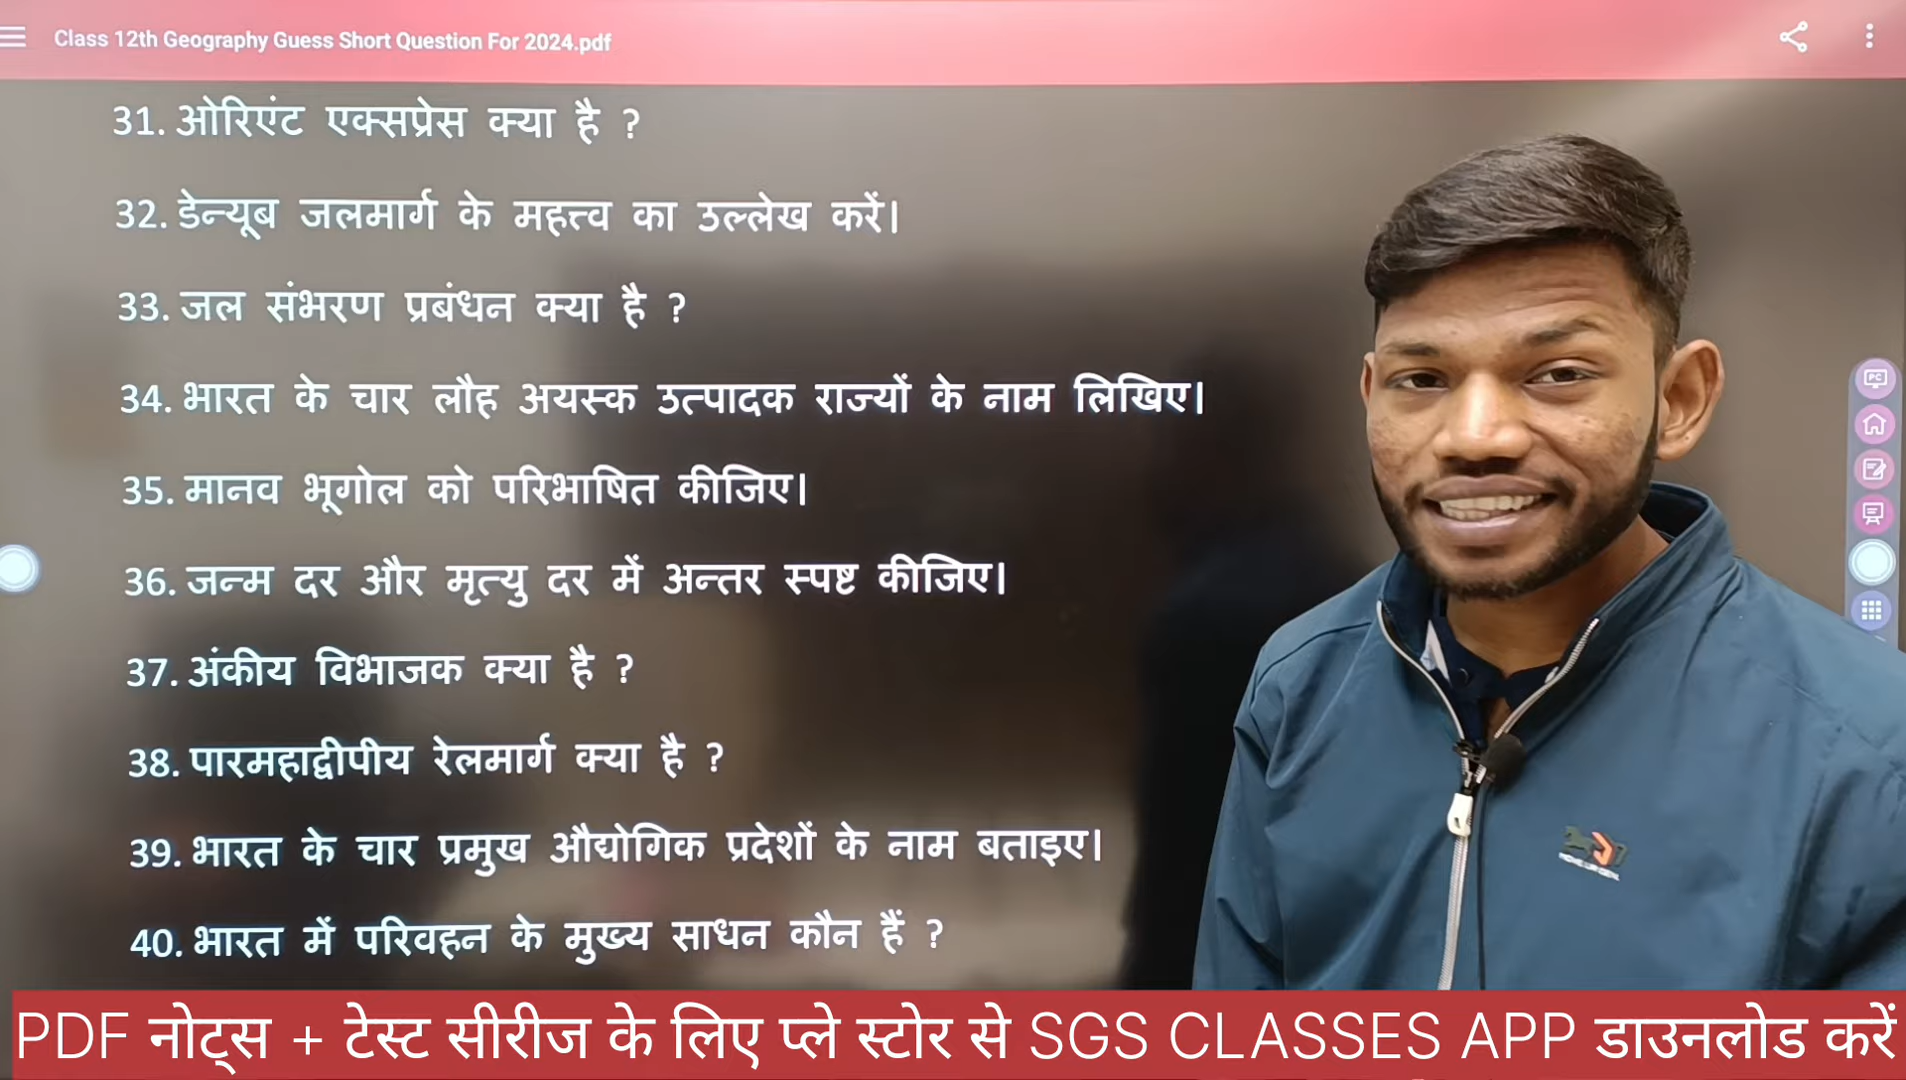 Class 12th Geography Guess Short Question For 2024.pdf
31. ओरिएंट एक्सप्रेस क्या है ?
32. डेन्यूब जलमार्ग के महत्त्व का उल्लेख करें।
33. जल संभरण प्रबंधन क्या है ?
34. भारत के चार लौह अयस्क उत्पादक राज्यों के नाम लिखिए।
35. मानव भूगोल को परिभाषित कीजिए।
36. जन्म दर और मृत्यु दर में अन्तर स्पष्ट कीजिए।
37. अंकीय विभाजक क्या है ?
38. पारमहाद्वीपीय रेलमार्ग क्या है ?
39. भारत के चार प्रमुख औद्योगिक प्रदेशों के नाम बताइए।
40. भारत में परिवहन के मुख्य साधन कौन हैं ?
PC
PDF नोट्स + टेस्ट सीरीज के लिए प्ले स्टोर से SGS CLASSES APP डाउनलोड करें